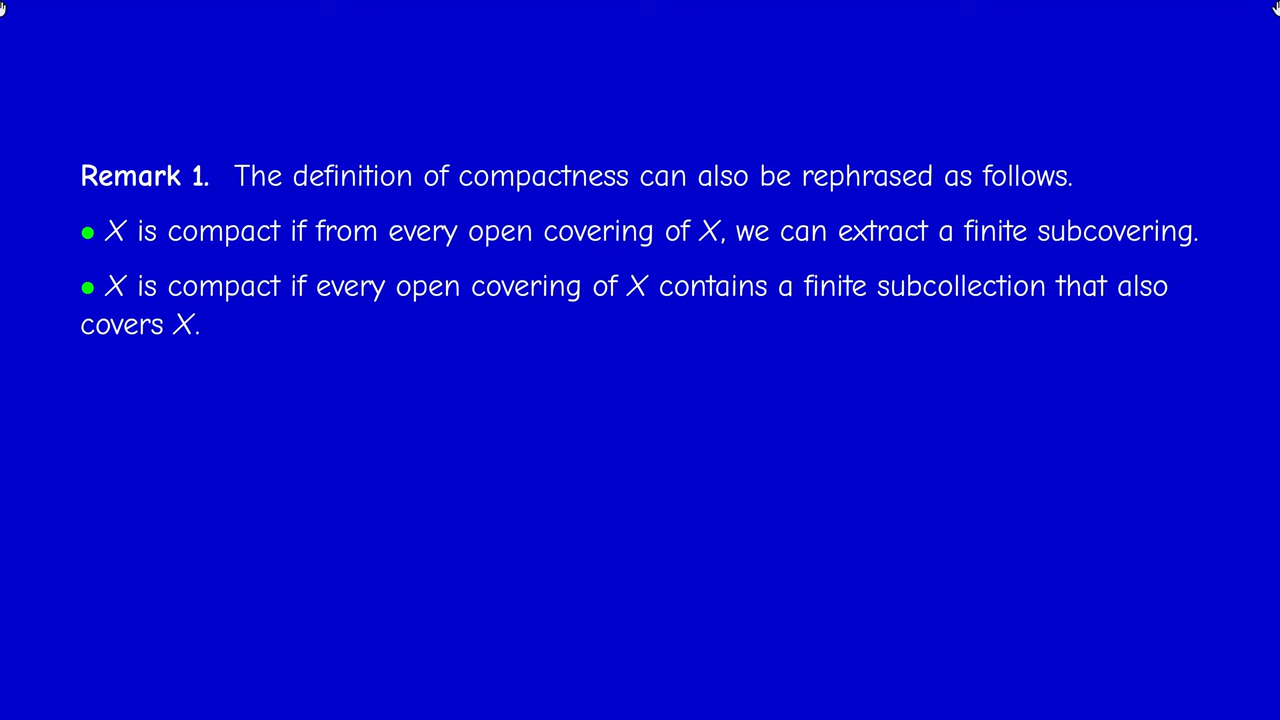 Remark 1. The definition of compactness can also be rephrased as follows.
• X is compact if from every open covering of X, we can extract a finite subcovering.
• X is compact if every open covering of X contains a finite subcollection that also
covers X.